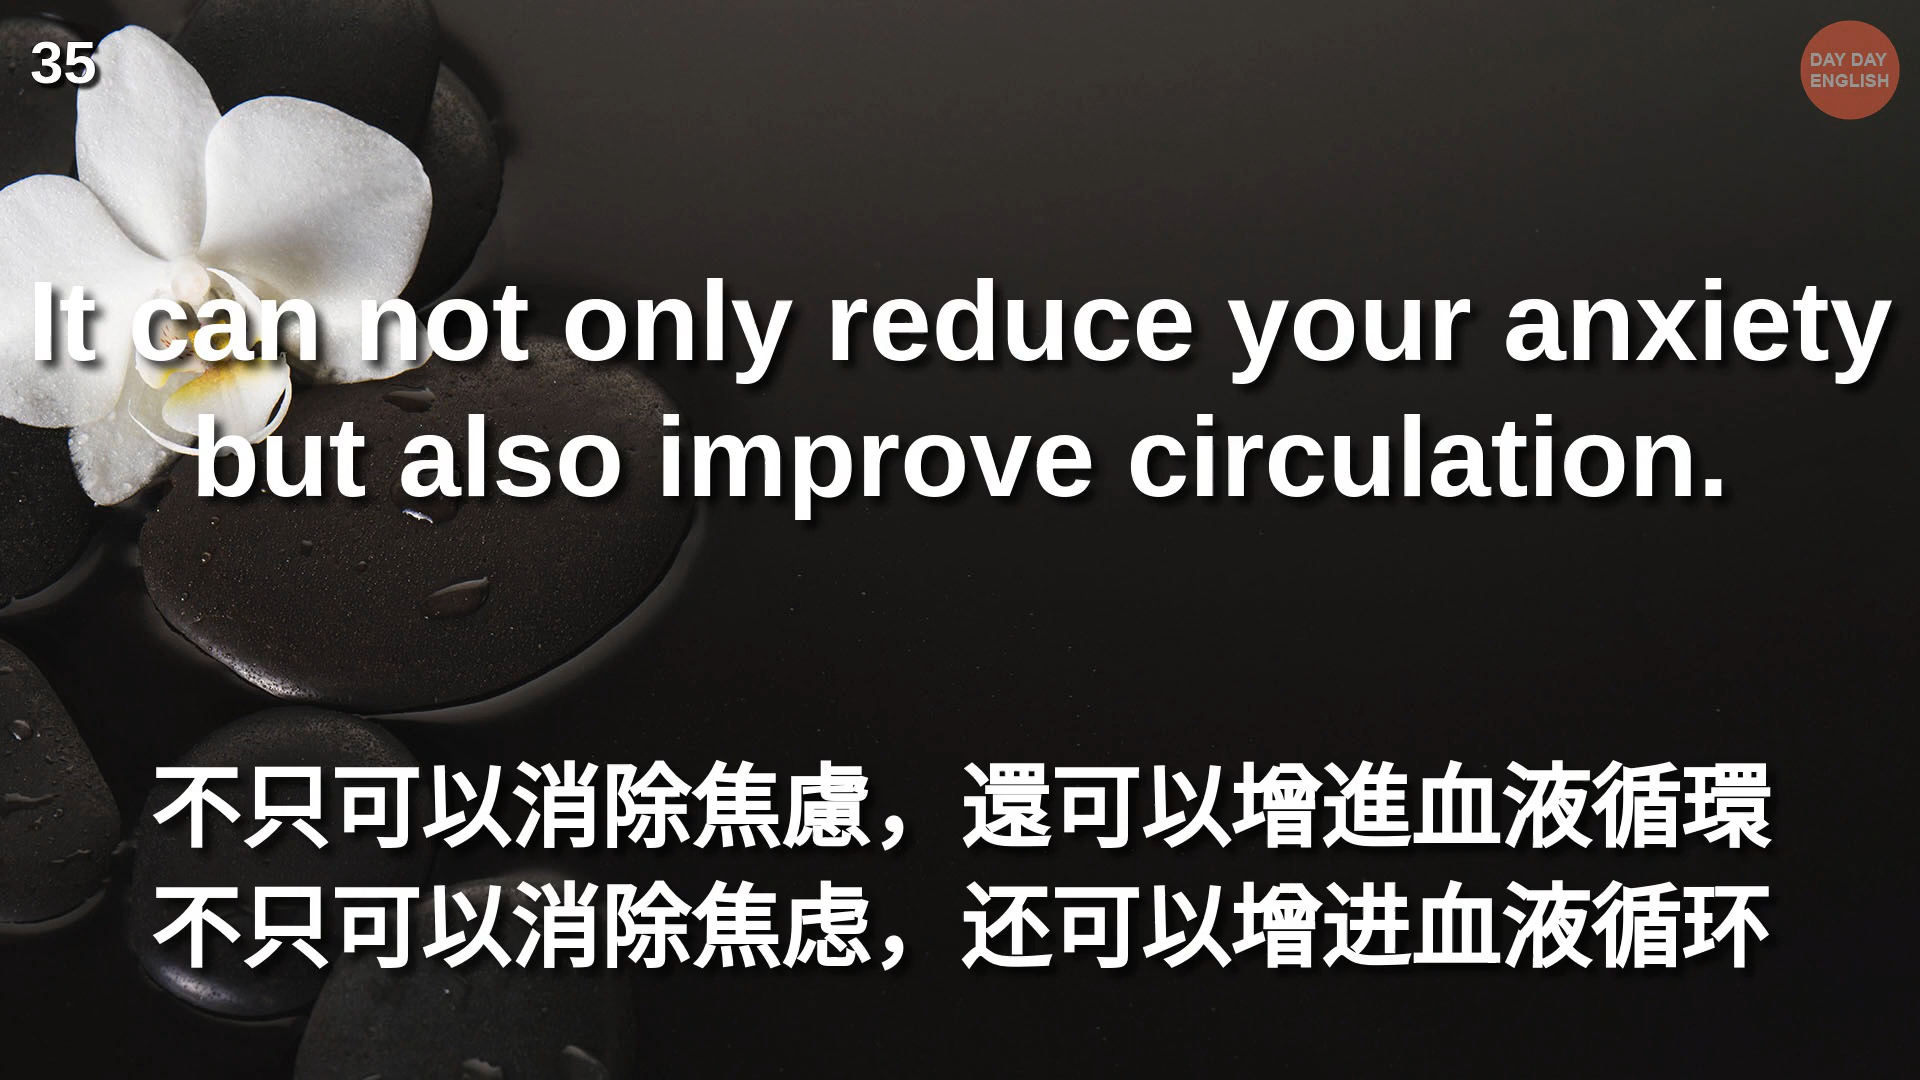 35
DAY DAY
ENGLISH
It can not only reduce your anxiety
but also improve circulation.
不只可以消除焦慮，還可以增進血液循環
不只可以消除焦虑，还可以增进血液循环